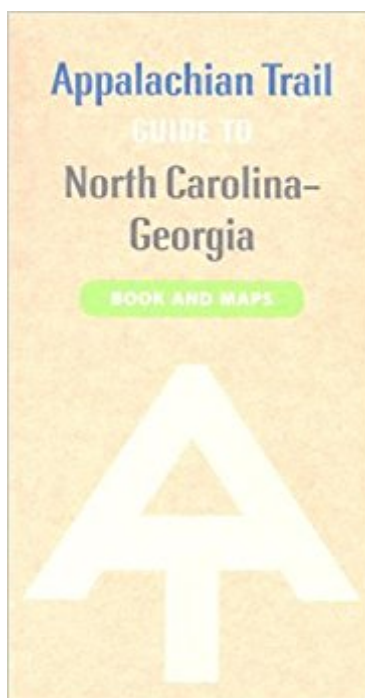 Appalachian Trail
GUIDE TO
North Carolina–
Georgia
BOOK AND MAPS